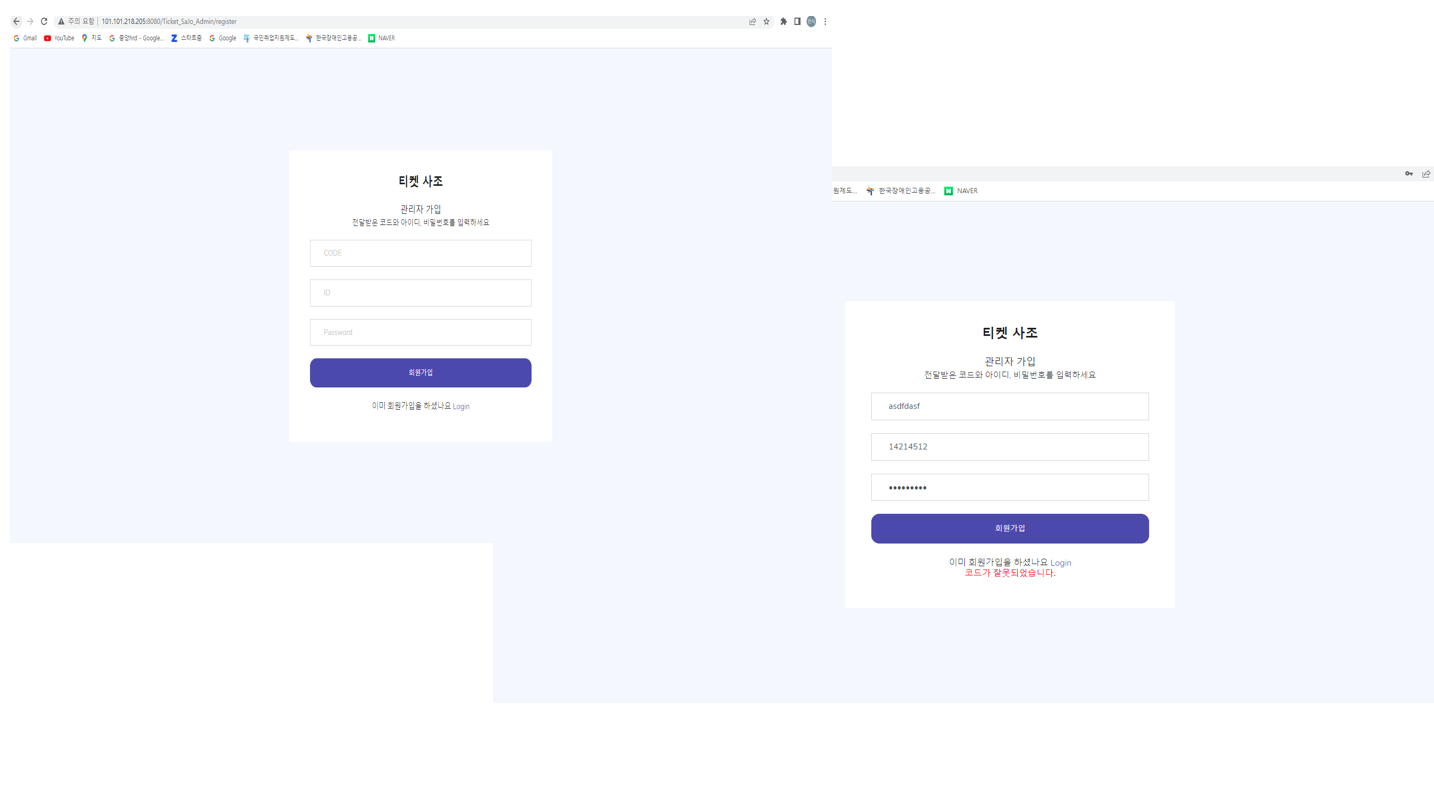 주의 요함 | 101.101.218.205:8080/Ticket_SaJo_Admin/register
Gmail YouTube 지도 중앙hrd - Google... 스타트줌 Google 국민취업지원제도... 한국장애인고용공... NAVER
티켓 사조
관리자 가입
전달받은 코드와 아이디, 비밀번호를 입력하세요
CODE
ID
Password
회원가입
이미 회원가입을 하셨나요 Login
원제도... 한국장애인고용공... NAVER
티켓 사조
관리자 가입
전달받은 코드와 아이디, 비밀번호를 입력하세요
asdfdasf
14214512
•••••••••
회원가입
이미 회원가입을 하셨나요 Login
코드가 잘못되었습니다.